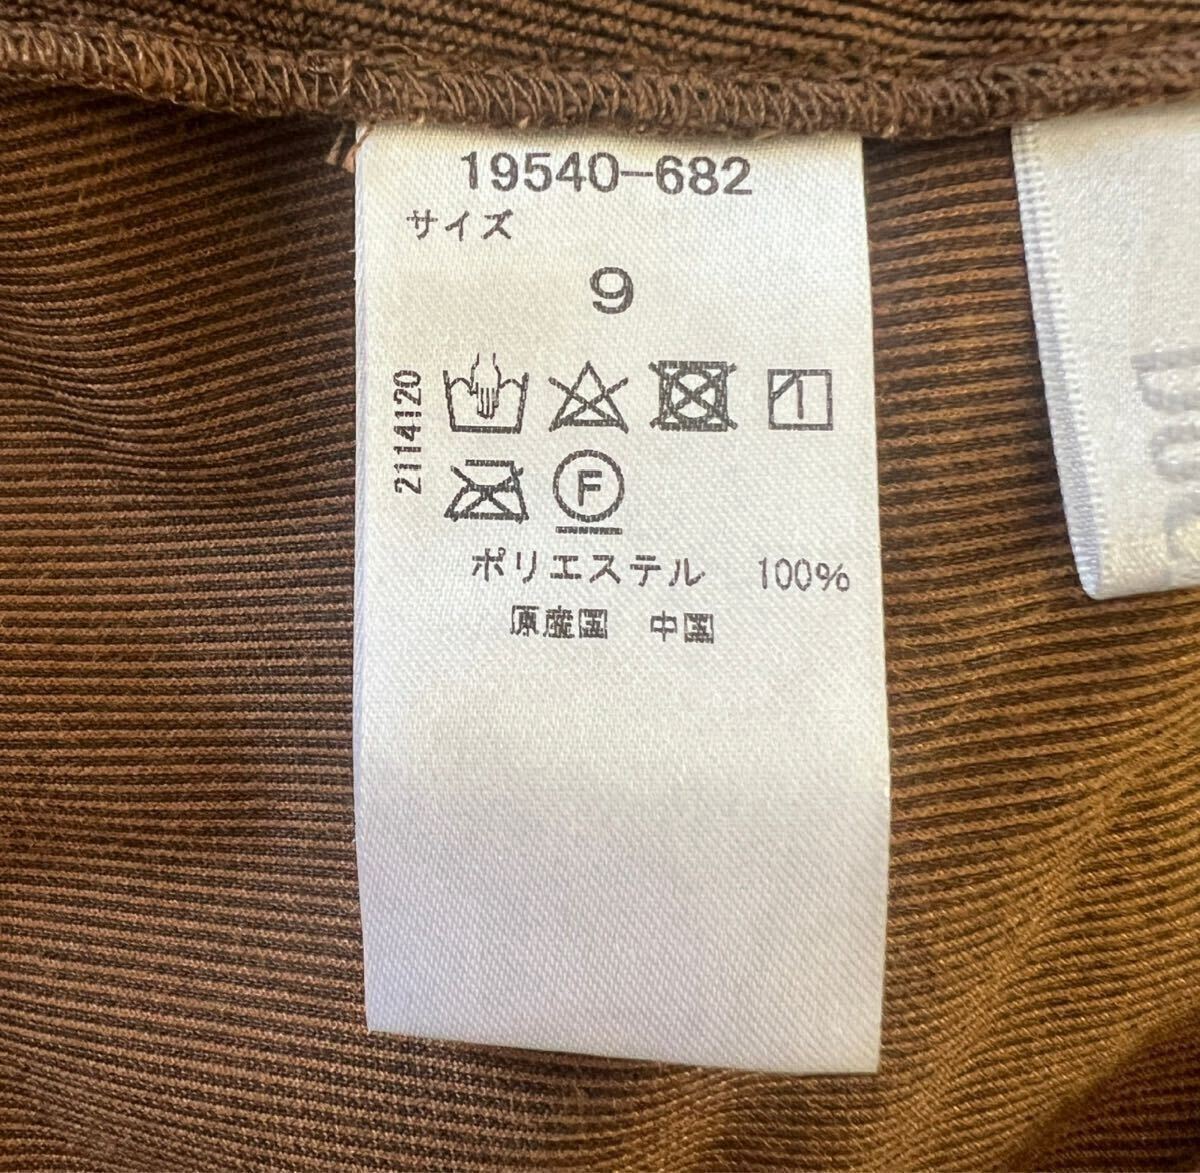 19540-682
サイズ
9
2114120
F
ポリエステル 100%
原産国 中国